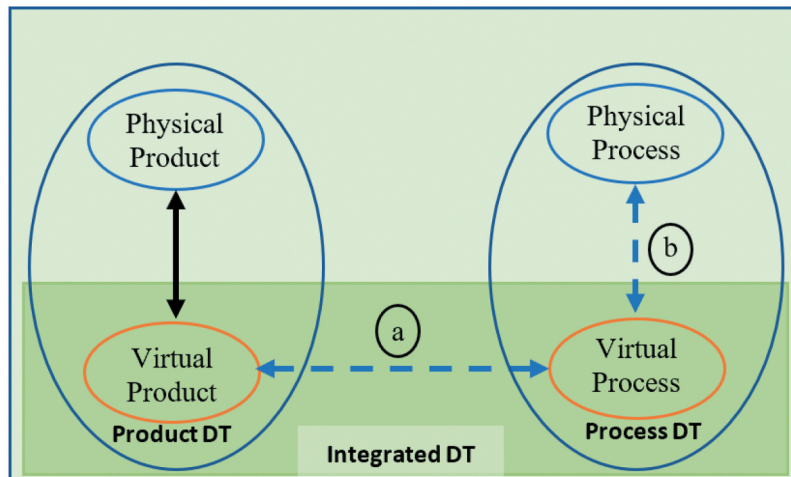 Physical
Product
Physical
Process
b
a
Virtual
Product
Virtual
Process
Product DT
Process DT
Integrated DT